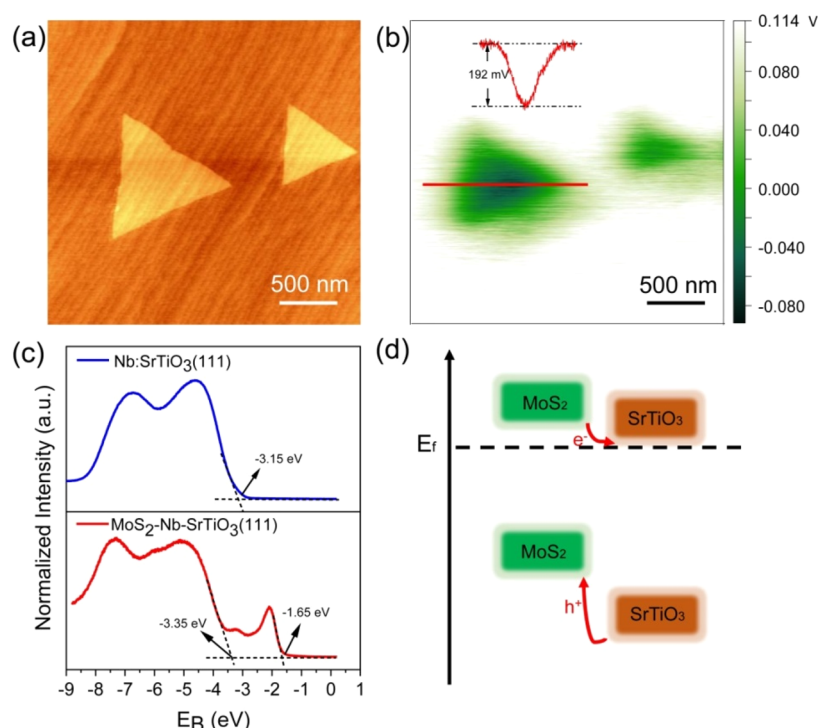 (a)
500 nm
(b)
192 mV
500 nm
0.114 V
0.080
0.040
0.000
-0.040
-0.080
(c)
Nb:SrTiO₃(111)
-3.15 eV
MoS₂-Nb-SrTiO₃(111)
-3.35 eV
-1.65 eV
Normalized Intensity (a.u.)
-9 -8 -7 -6 -5 -4 -3 -2 -1 0 1
E_B (eV)
(d)
MoS₂
SrTiO₃
e⁻
E_f
MoS₂
h⁺
SrTiO₃